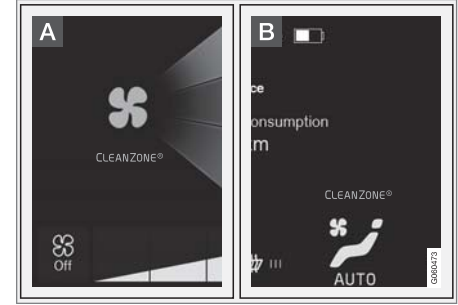 A
CLEANZONE®
Off
B
ce
onsumption
m
CLEANZONE®
AUTO
G060473